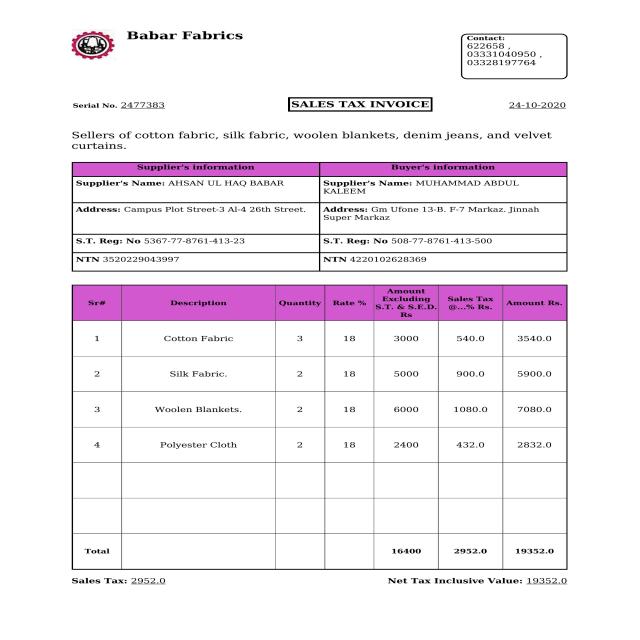 Babar Fabrics
Contact:
622658 ,
03331040950 ,
03328197764
Serial No. 2477383
SALES TAX INVOICE
24-10-2020
Sellers of cotton fabric, silk fabric, woolen blankets, denim jeans, and velvet
curtains.
Supplier's information Buyer's information
Supplier's Name: AHSAN UL HAQ BABAR
Supplier's Name: MUHAMMAD ABDUL
KALEEM
Address: Campus Plot Street-3 Al-4 26th Street.
Address: Gm Ufone 13-B. F-7 Markaz. Jinnah
Super Markaz
S.T. Reg: No 5367-77-8761-413-23 S.T. Reg: No 508-77-8761-413-500
NTN 3520229043997 NTN 4220102628369
Sr# Description Quantity Rate % Amount Excluding S.T. & S.E.D. Rs Sales Tax @...% Rs. Amount Rs.
1 Cotton Fabric 3 18 3000 540.0 3540.0
2 Silk Fabric. 2 18 5000 900.0 5900.0
3 Woolen Blankets. 2 18 6000 1080.0 7080.0
4 Polyester Cloth 2 18 2400 432.0 2832.0
Total 16400 2952.0 19352.0
Sales Tax: 2952.0 Net Tax Inclusive Value: 19352.0